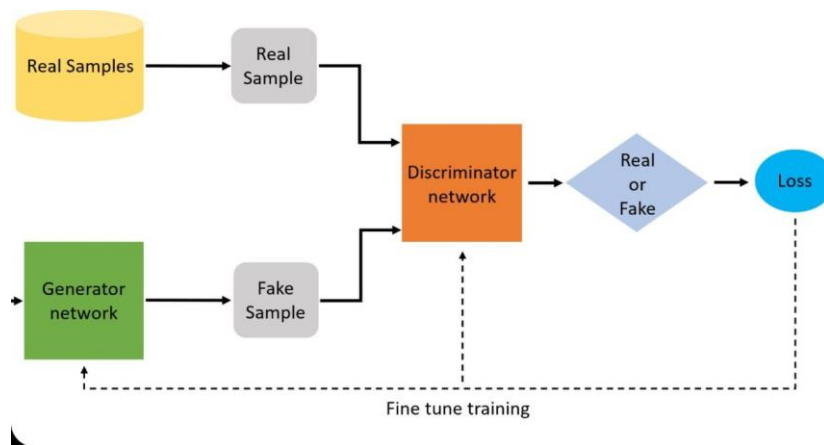 Real Samples
Real
Sample
Discriminator
network
Real
or
Fake
Loss
Generator
network
Fake
Sample
Fine tune training